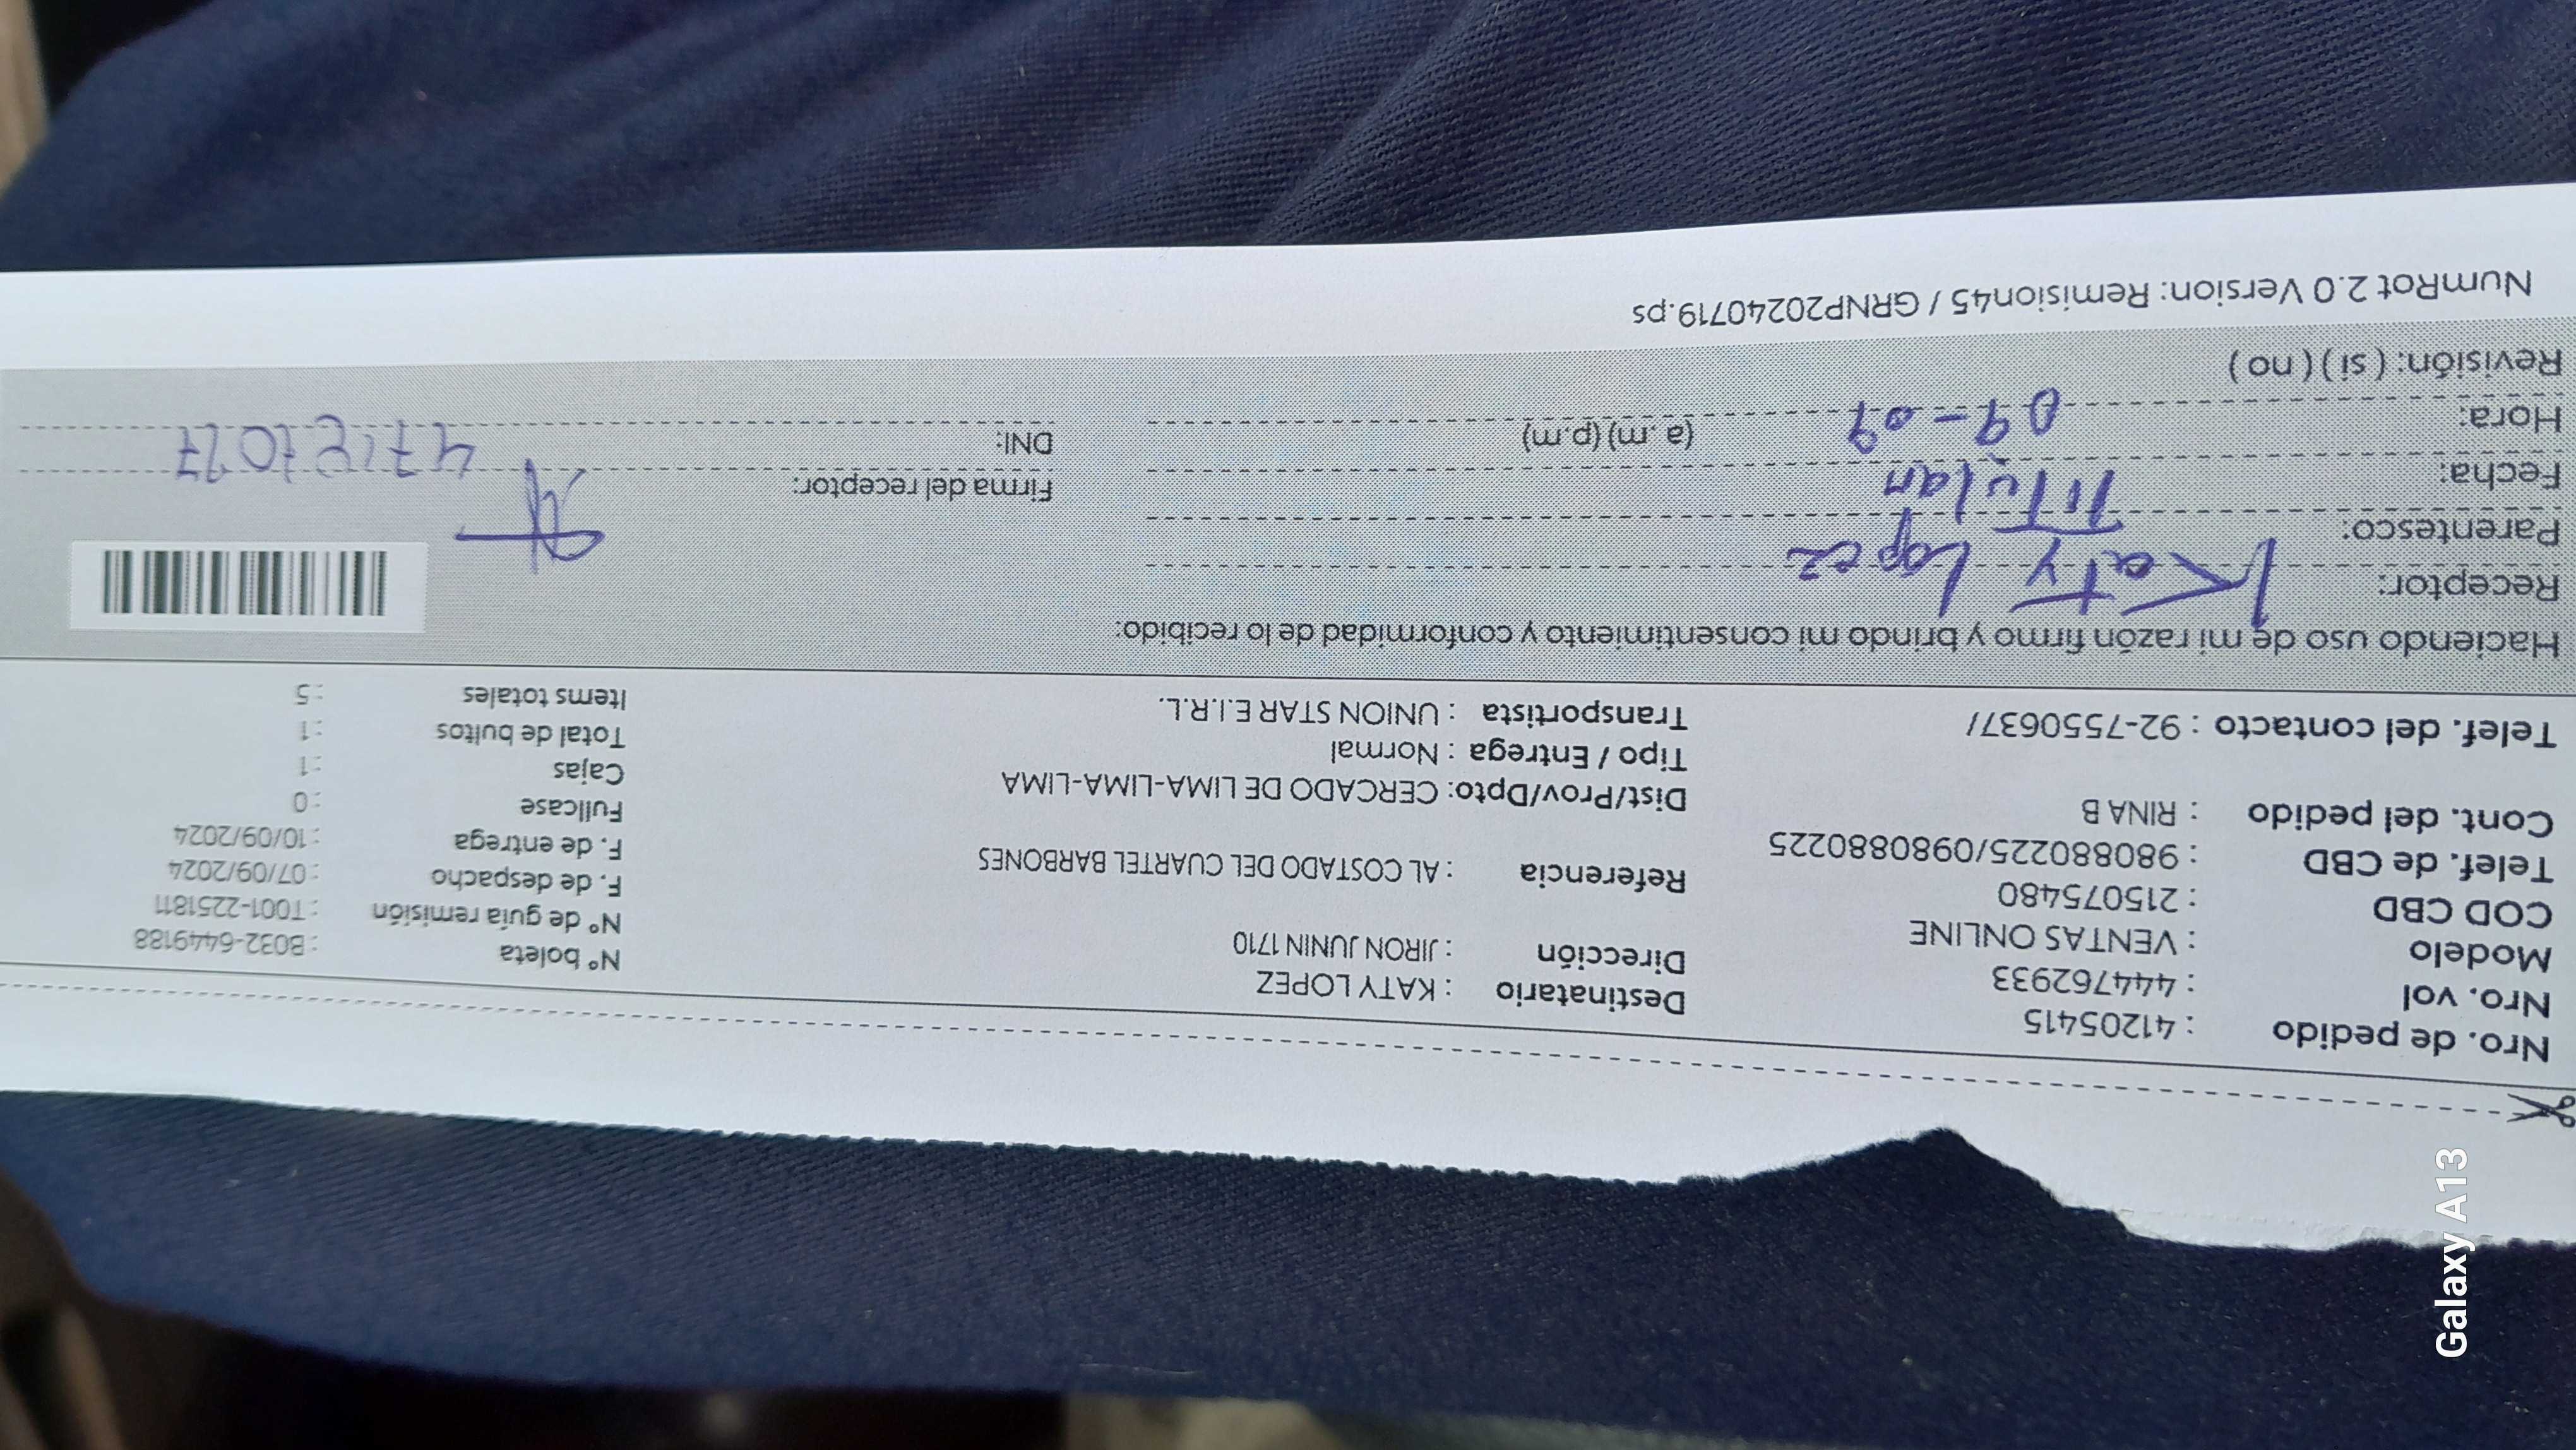 Nro. de pedido : 41205415
Nro. vol : 444762933
Modelo : VENTAS ONLINE
COD CBD : 215075480
Telef. de CBD : 980880225/0980880225
Cont. del pedido : RINA B
Telef. del contacto : 92-7550637/
Destinatario : KATY LOPEZ
Dirección : JIRON JUNIN 1710
Referencia : AL COSTADO DEL CUARTEL BARBONES
Dist/Prov/Dpto: CERCADO DE LIMA-LIMA-LIMA
Tipo / Entrega : Normal
Transportista : UNION STAR E.I.R.L.
N° boleta : B032-6449188
N° de guía remisión : T001-2251811
F. de despacho : 07/09/2024
F. de entrega : 10/09/2024
Fullcase : 0
Cajas : 1
Total de bultos : 1
Items totales : 5
Haciendo uso de mi razón firmo y brindo mi consentimiento y conformidad de lo recibido:
Receptor: Katy Lopez
Parentesco: Titular
Fecha: 09-09
Hora: (a.m) (p.m)
Revisión: ( si ) ( no )
Firma del receptor:
DNI:
NumRot 2.0 Version: Remision45 / GRNP20240719.ps
Galaxy A13